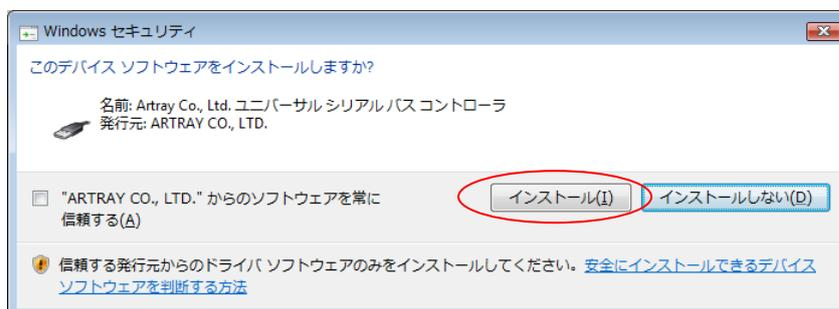 Windows セキュリティ
このデバイス ソフトウェアをインストールしますか?
名前: Artray Co., Ltd. ユニバーサル シリアル バス コントローラ
発行元: ARTRAY CO., LTD.
"ARTRAY CO., LTD." からのソフトウェアを常に
信頼する(A)
インストール(I)
インストールしない(D)
信頼する発行元からのドライバ ソフトウェアのみをインストールしてください。安全にインストールできるデバイス
ソフトウェアを判断する方法